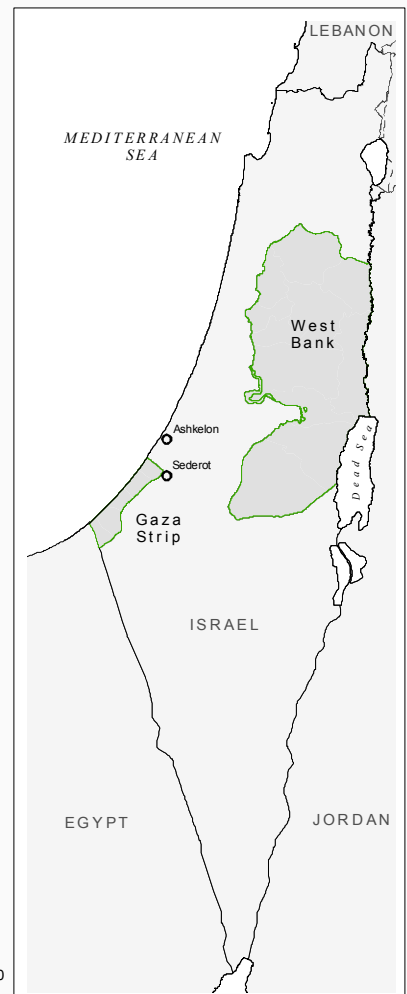 LEBANON
MEDITERRANEAN
SEA
West
Bank
Ashkelon
Dead Sea
Sederot
Gaza
Strip
ISRAEL
EGYPT
JORDAN